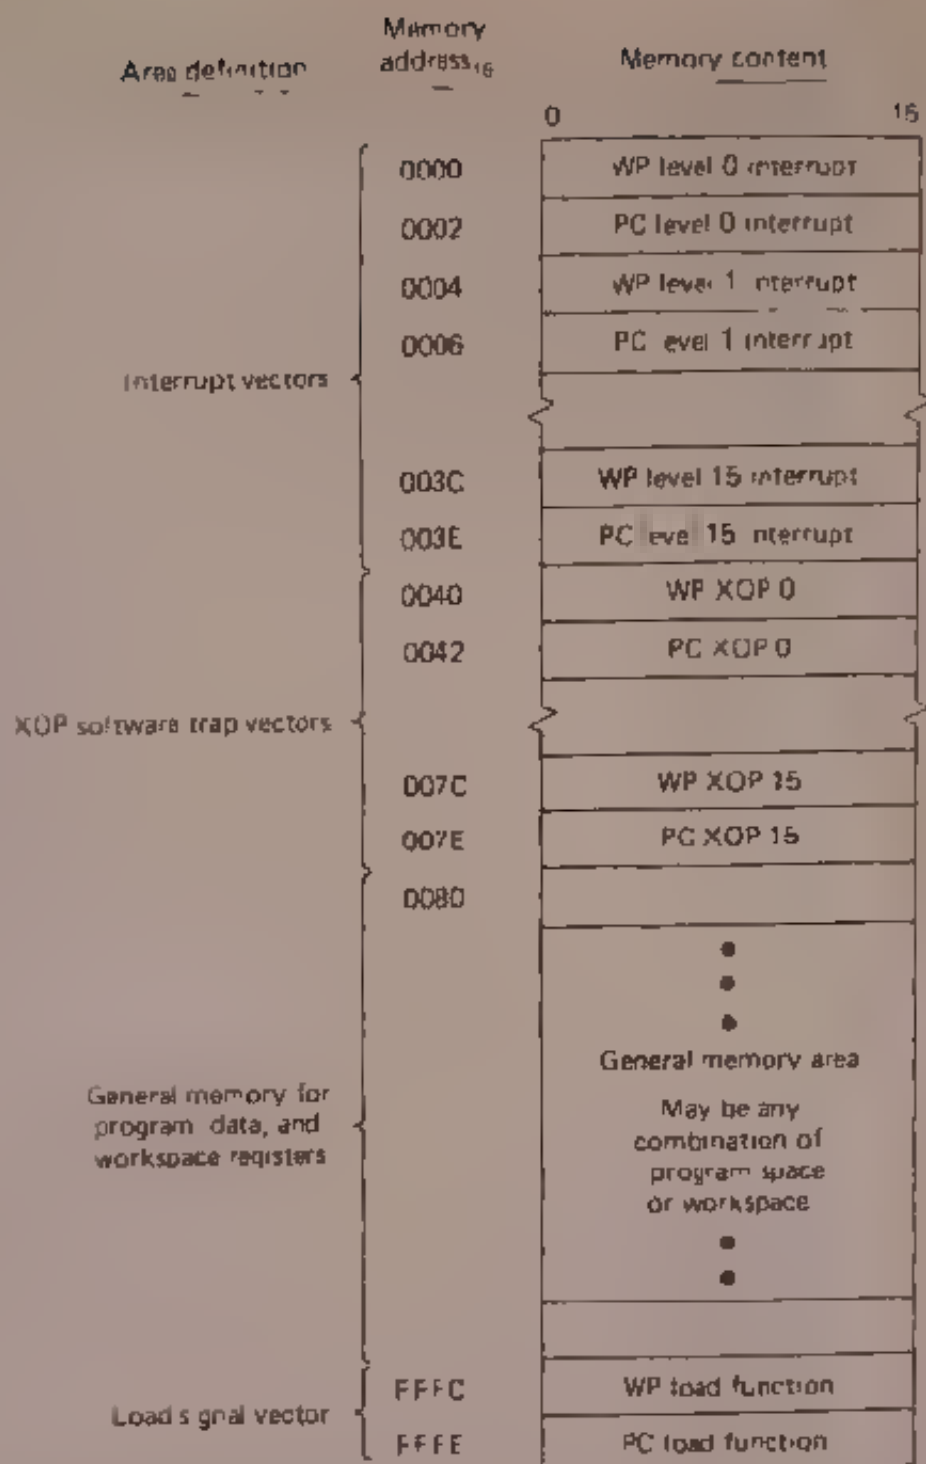 Area definition
Memory
address16
Memory content
0 15
0000 WP level 0 interrupt
0002 PC level 0 interrupt
0004 WP level 1 interrupt
0006 PC level 1 interrupt
Interrupt vectors
003C WP level 15 interrupt
003E PC level 15 interrupt
0040 WP XOP 0
0042 PC XOP 0
XOP software trap vectors
007C WP XOP 15
007E PC XOP 15
0080
General memory area
General memory for
program data, and
workspace registers
May be any
combination of
program space
or workspace
Load signal vector
FFFC WP load function
FFFE PC load function